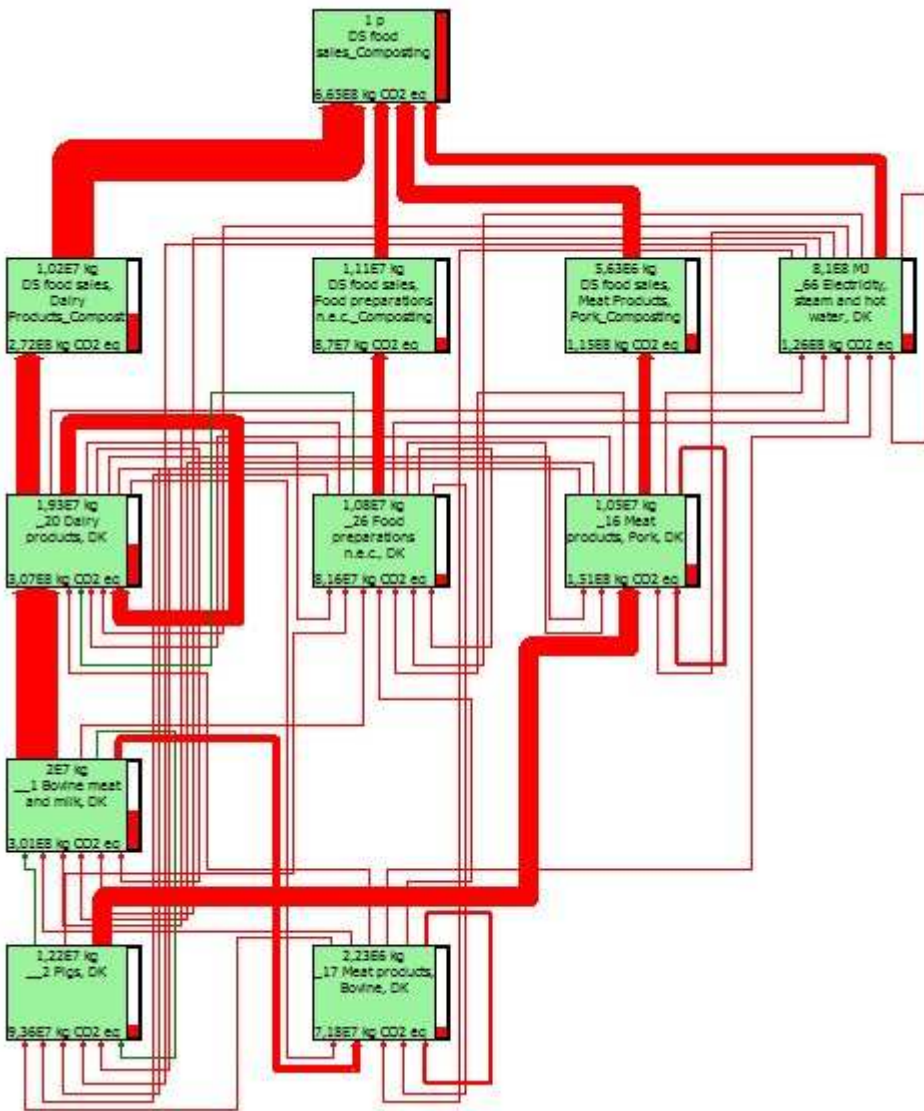 1 p
DS food
sales_Composting
6,65E8 kg CO2 eq
1,02E7 kg
DS food sales,
Dairy
Products_Compost
2,72E8 kg CO2 eq
1,11E7 kg
DS food sales,
Food preparations
n.e.c._Composting
8,7E7 kg CO2 eq
5,63E6 kg
DS food sales,
Meat Products,
Pork_Composting
1,15E8 kg CO2 eq
8,1E8 MJ
_66 Electricity,
steam and hot
water, DK
1,26E8 kg CO2 eq
1,93E7 kg
_20 Dairy
products, DK
3,07E8 kg CO2 eq
1,08E7 kg
_26 Food
preparations
n.e.c., DK
8,16E7 kg CO2 eq
1,05E7 kg
_16 Meat
products, Pork, DK
1,51E8 kg CO2 eq
2E7 kg
__1 Bovine meat
and milk, DK
3,01E8 kg CO2 eq
1,22E7 kg
__2 Pigs, DK
9,36E7 kg CO2 eq
2,23E6 kg
_17 Meat products,
Bovine, DK
7,18E7 kg CO2 eq